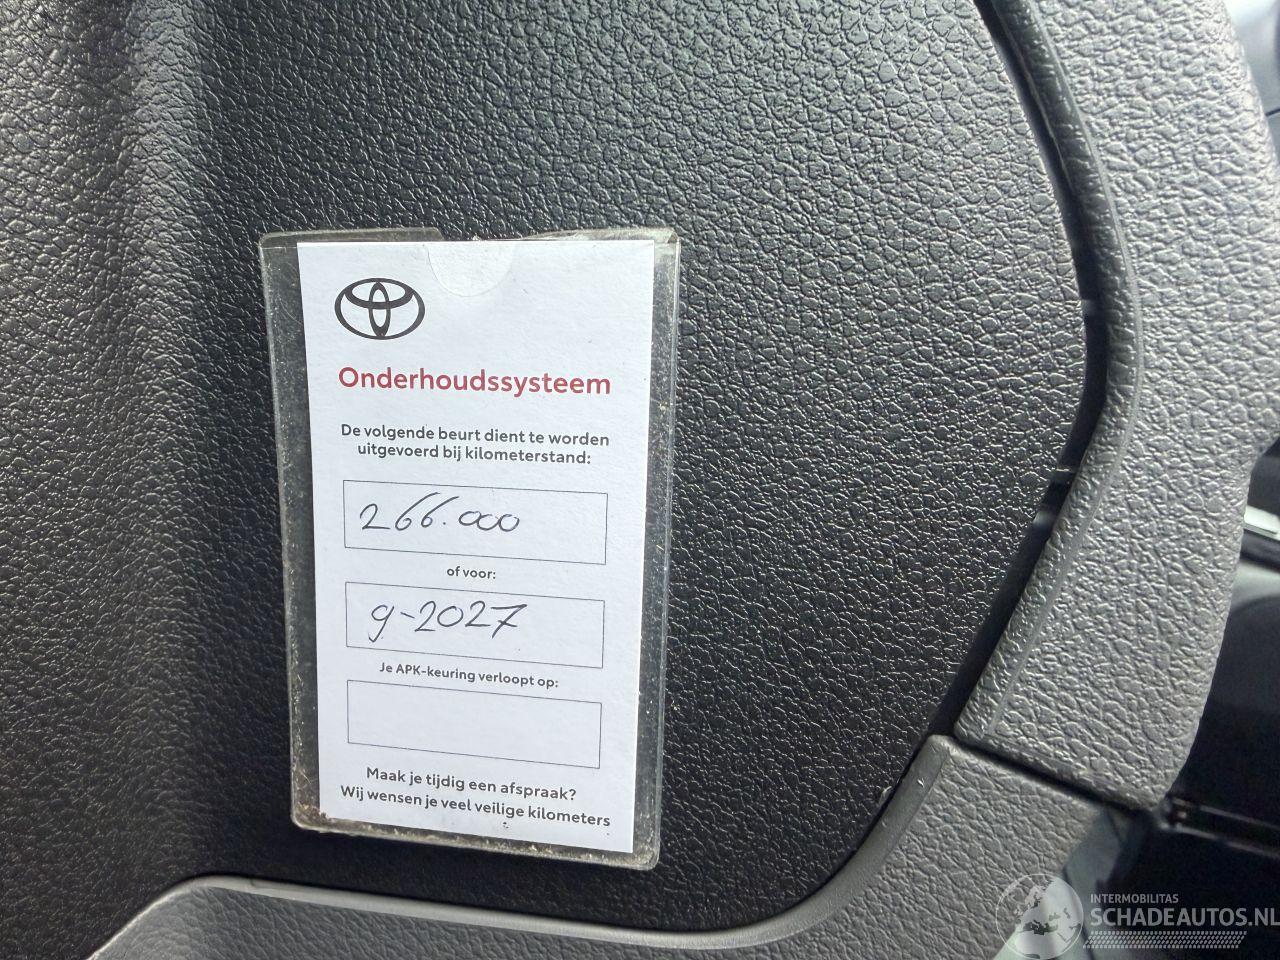 Onderhoudssysteem
De volgende beurt dient te worden
uitgevoerd bij kilometerstand:
266.000
of voor:
9-2027
Je APK-keuring verloopt op:
Maak je tijdig een afspraak?
Wij wensen je veel veilige kilometers
INTERMOBILITAS
SCHADEAUTOS.NL